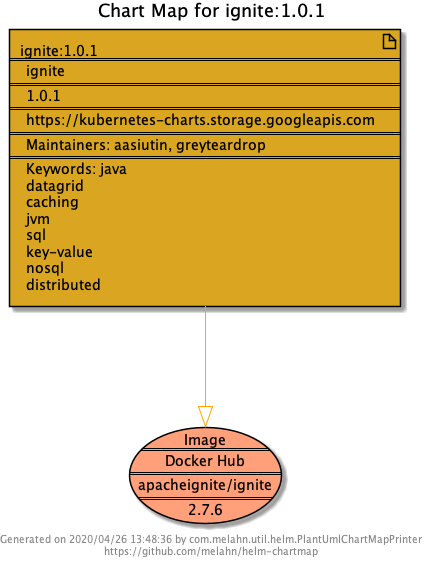 Chart Map for ignite:1.0.1
ignite:1.0.1
ignite
1.0.1
https://kubernetes-charts.storage.googleapis.com
Maintainers: aasiutin, greyteardrop
Keywords: java
datagrid
caching
jvm
sql
key-value
nosql
distributed
Image
Docker Hub
apacheignite/ignite
2.7.6
Generated on 2020/04/26 13:48:36 by com.melahn.util.helm.PlantUmlChartMapPrinter
https://github.com/melahn/helm-chartmap